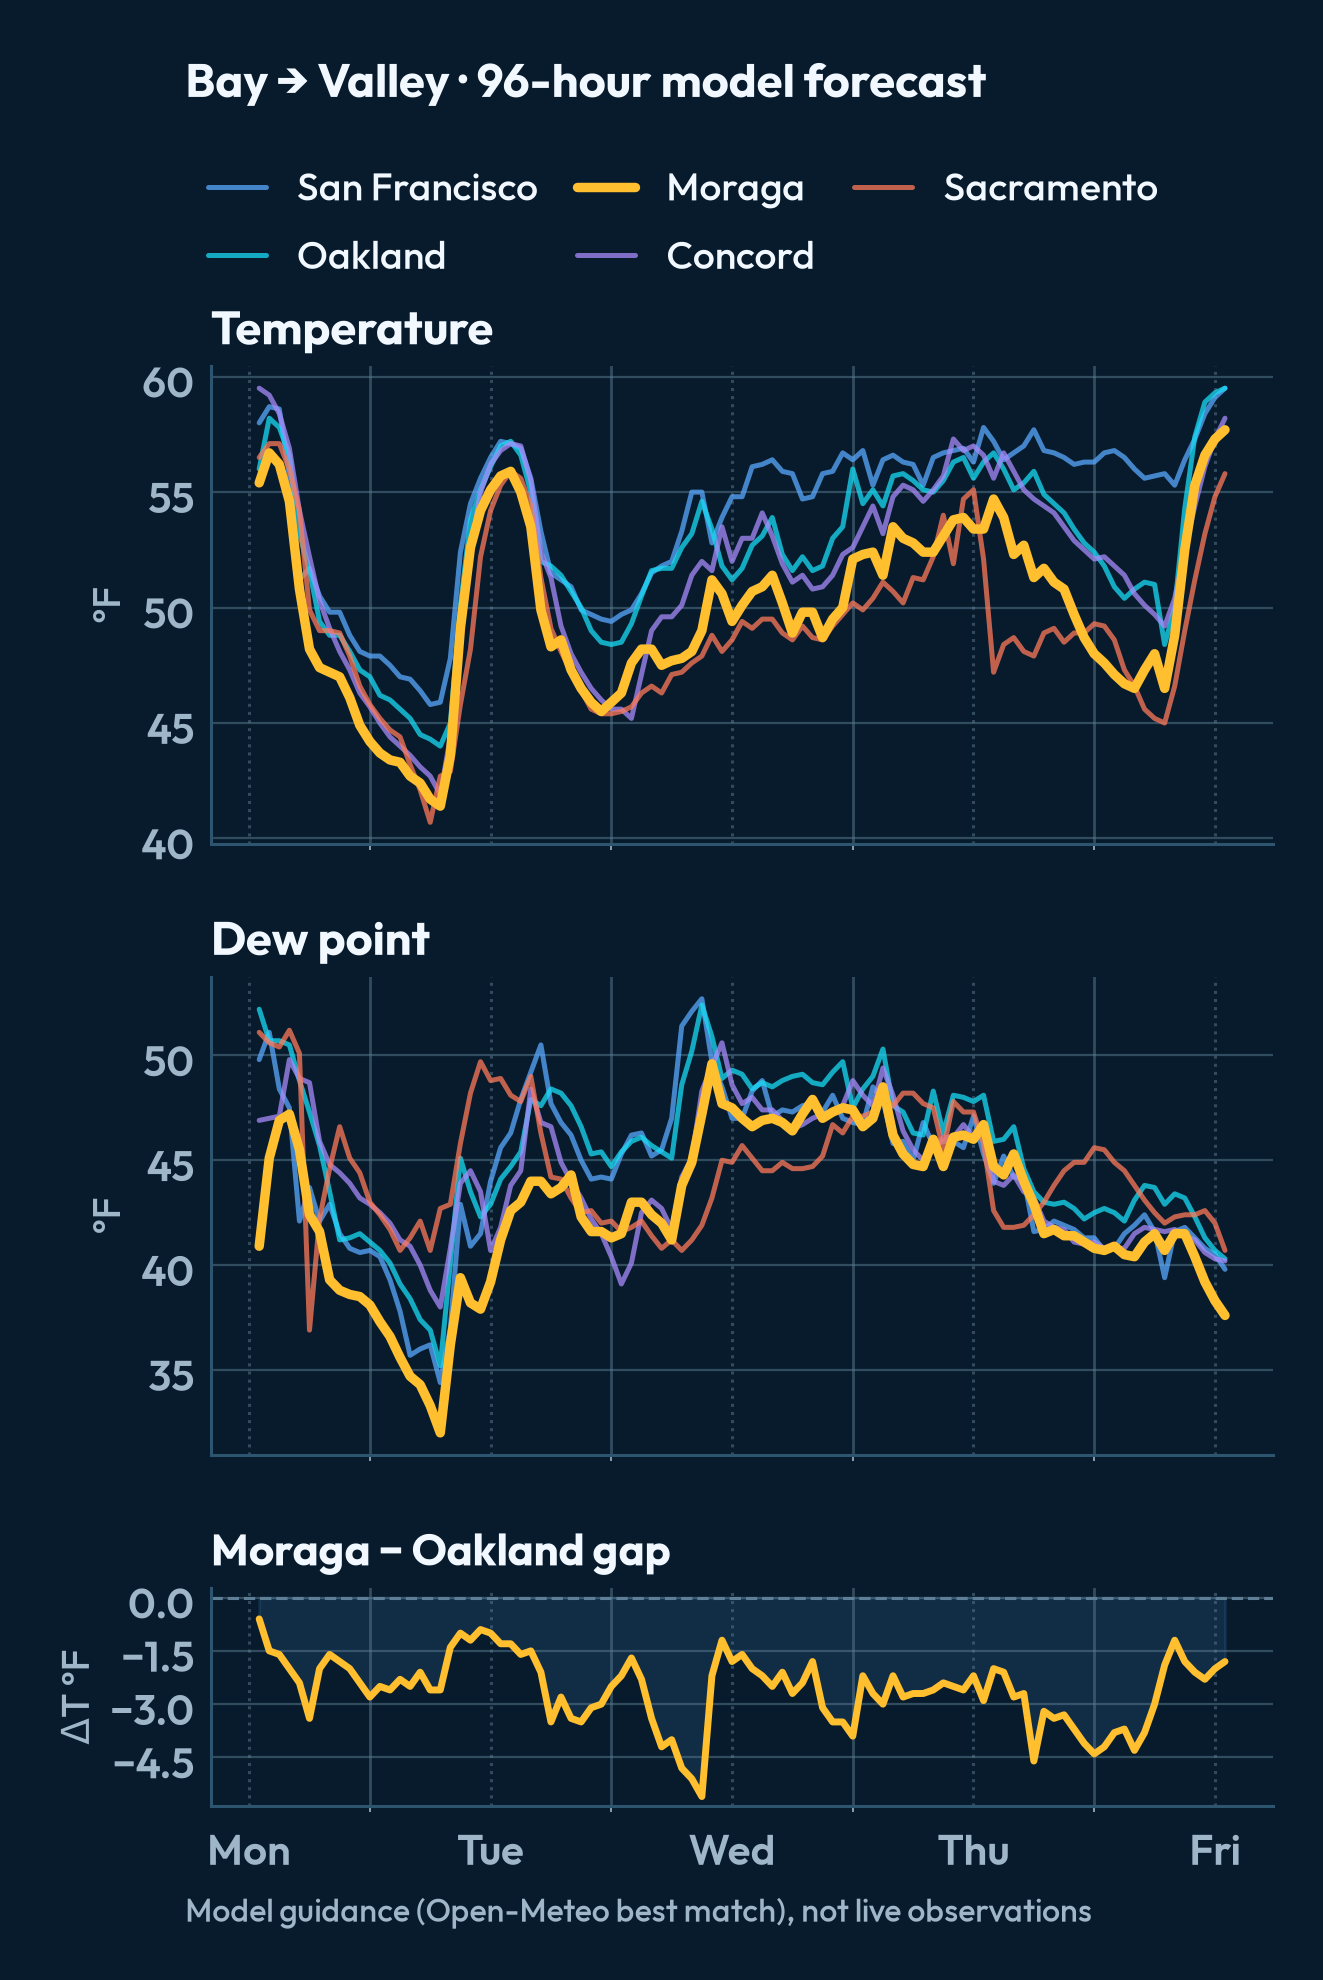 Bay → Valley · 96-hour model forecast
San Francisco Moraga Sacramento
Oakland Concord
Temperature
60
55
50
45
40
°F
Dew point
50
45
40
35
°F
Moraga − Oakland gap
0.0
−1.5
−3.0
−4.5
ΔT °F
Mon Tue Wed Thu Fri
Model guidance (Open-Meteo best match), not live observations